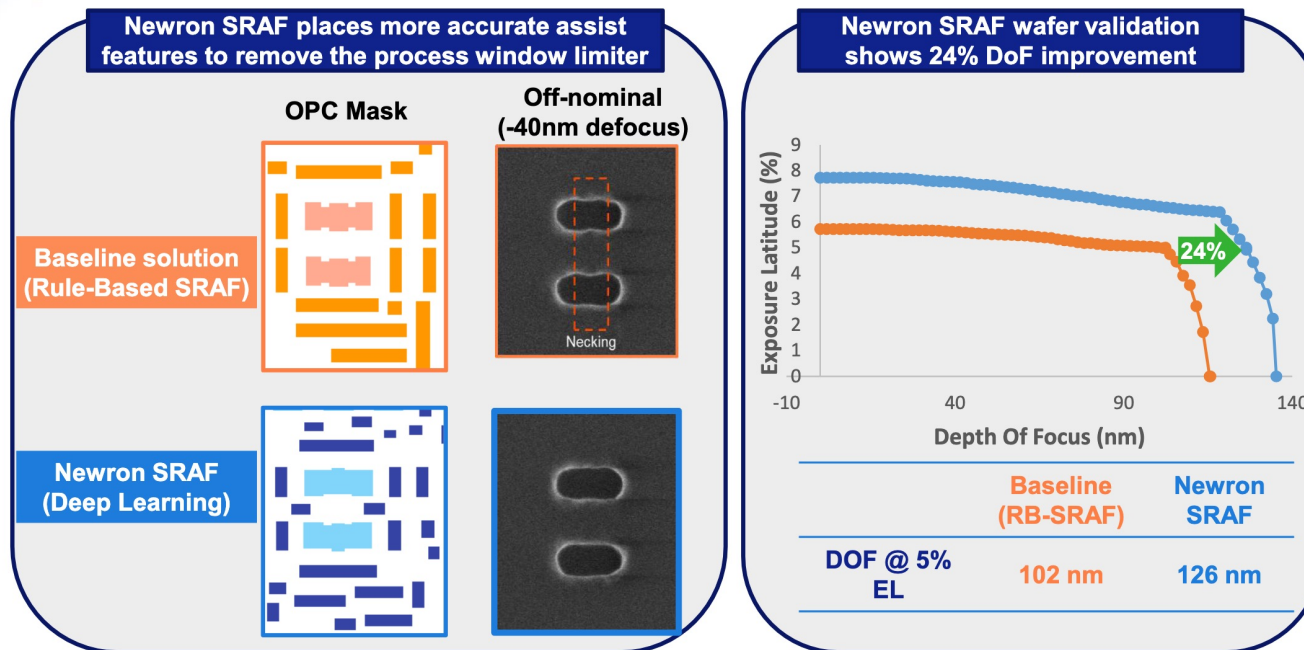 Newron SRAF places more accurate assist
features to remove the process window limiter
OPC Mask
Off-nominal
(-40nm defocus)
Baseline solution
(Rule-Based SRAF)
Necking
Newron SRAF
(Deep Learning)
Newron SRAF wafer validation
shows 24% DoF improvement
Exposure Latitude (%)
9
8
7
6
5
4
3
2
1
0
24%
-10
40
90
140
Depth Of Focus (nm)
Baseline
(RB-SRAF)
Newron
SRAF
DOF @ 5%
EL
102 nm
126 nm